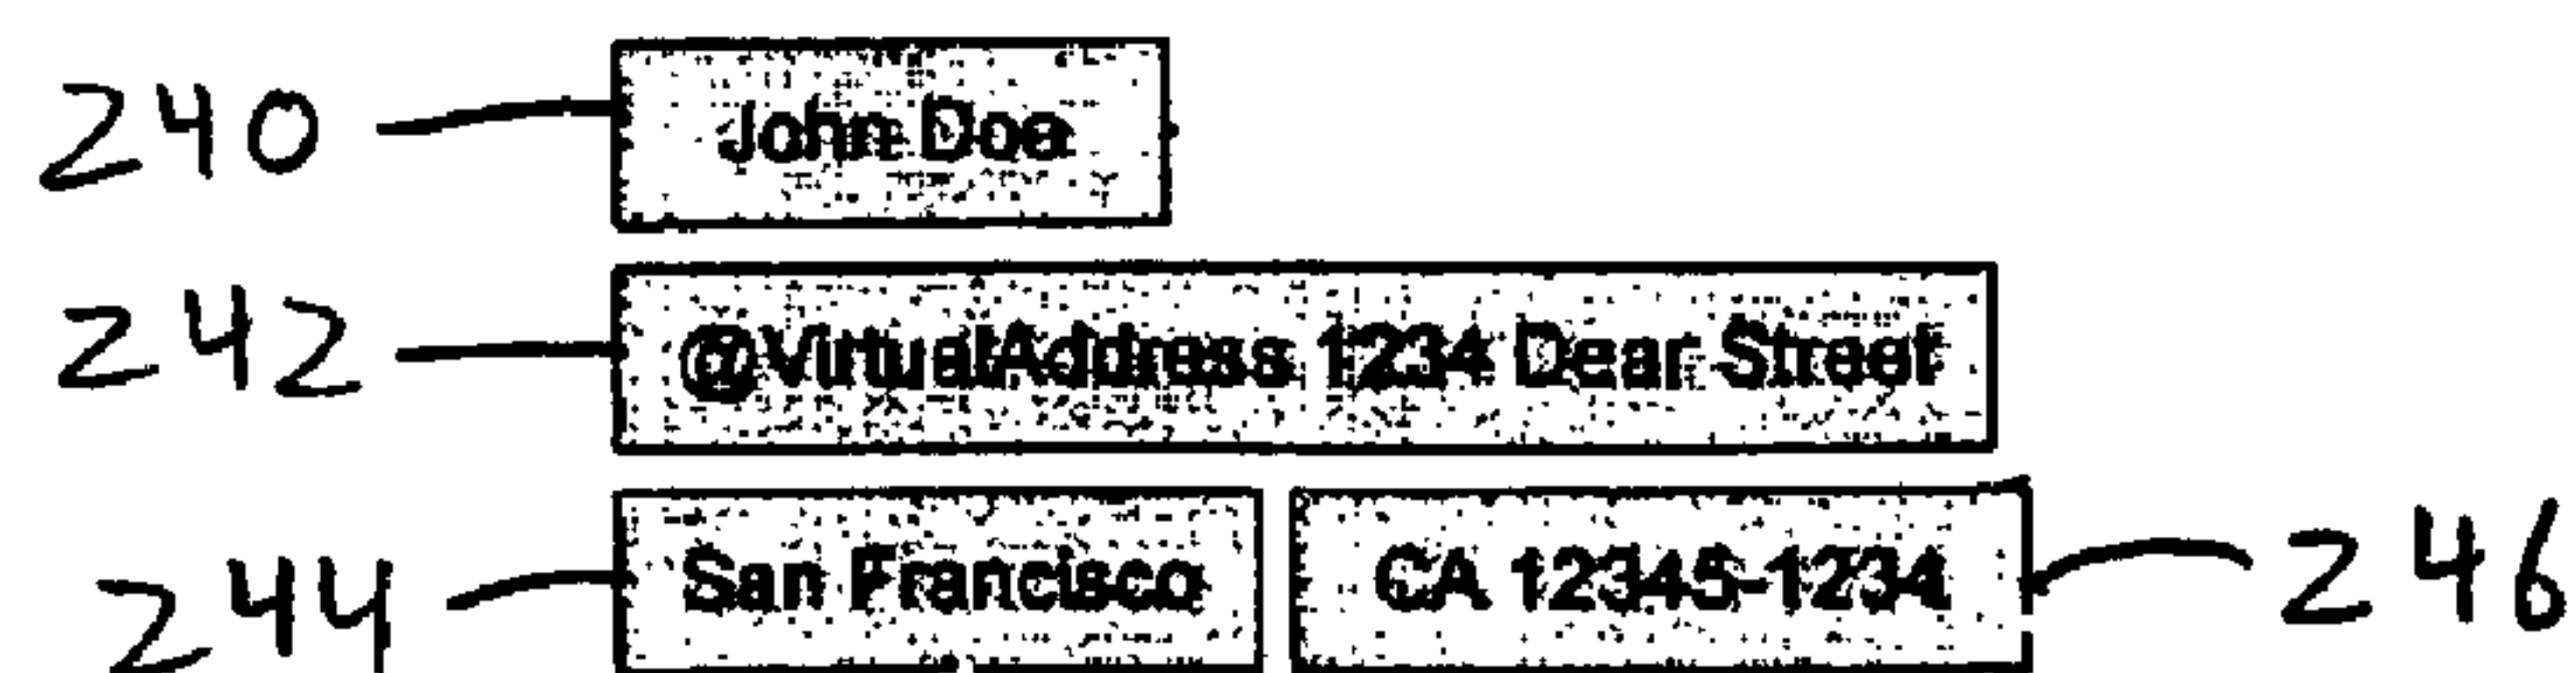 240 John Doe
242 @VirtualAddress 1234 Dear Street
244 San Francisco CA 12345-1234 246